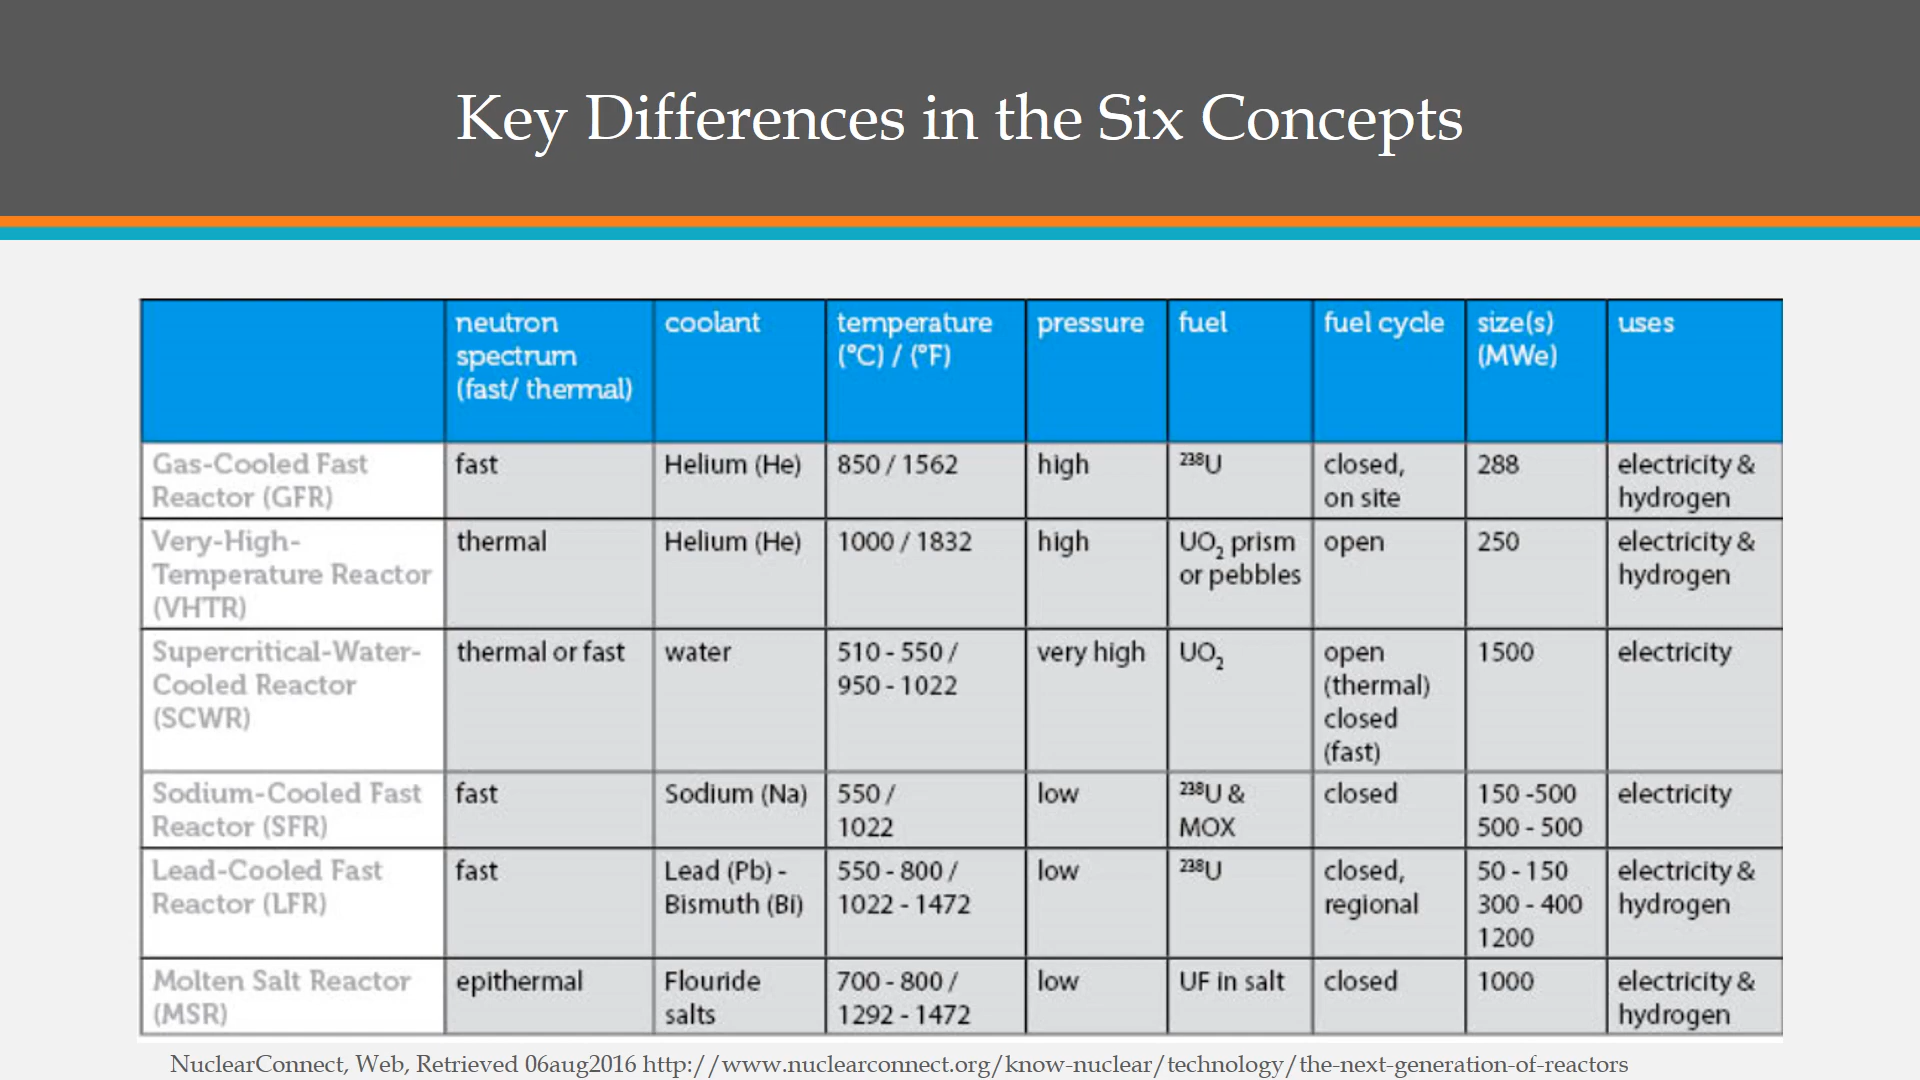 Key Differences in the Six Concepts
neutron
spectrum
(fast/ thermal)
coolant
temperature
(°C) / (°F)
pressure
fuel
fuel cycle
size(s)
(MWe)
uses
Gas-Cooled Fast
Reactor (GFR)
fast
Helium (He)
850 / 1562
high
²³⁸U
closed,
on site
288
electricity &
hydrogen
Very-High-
Temperature Reactor
(VHTR)
thermal
Helium (He)
1000 / 1832
high
UO₂ prism
or pebbles
open
250
electricity &
hydrogen
Supercritical-Water-
Cooled Reactor
(SCWR)
thermal or fast
water
510 - 550 /
950 - 1022
very high
UO₂
open
(thermal)
closed
(fast)
1500
electricity
Sodium-Cooled Fast
Reactor (SFR)
fast
Sodium (Na)
550 /
1022
low
²³⁸U &
MOX
closed
150 -500
500 - 500
electricity
Lead-Cooled Fast
Reactor (LFR)
fast
Lead (Pb) -
Bismuth (Bi)
550 - 800 /
1022 - 1472
low
²³⁸U
closed,
regional
50 - 150
300 - 400
1200
electricity &
hydrogen
Molten Salt Reactor
(MSR)
epithermal
Flouride
salts
700 - 800 /
1292 - 1472
low
UF in salt
closed
1000
electricity &
hydrogen
NuclearConnect, Web, Retrieved 06aug2016 http://www.nuclearconnect.org/know-nuclear/technology/the-next-generation-of-reactors